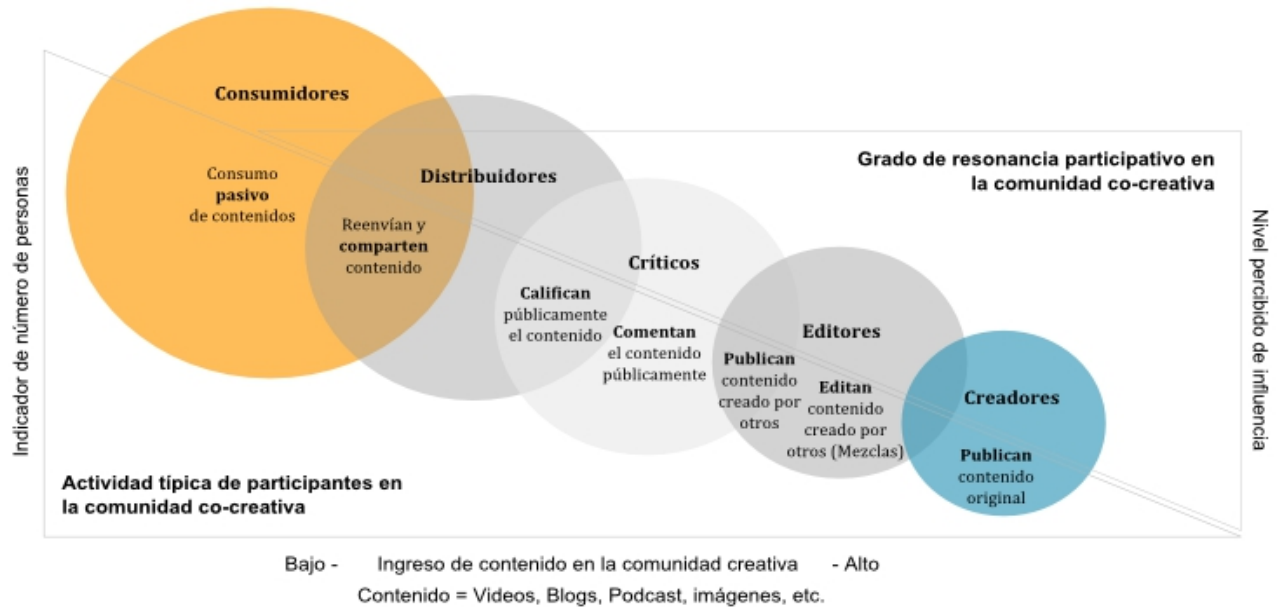 Consumidores
Consumo
pasivo
de contenidos
Distribuidores
Reenvían y
comparten
contenido
Críticos
Califican
públicamente
el contenido
Comentan
el contenido
públicamente
Editores
Publican
contenido
creado por
otros
Editan
contenido
creado por
otros (Mezclas)
Creadores
Publican
contenido
original
Grado de resonancia participativo en
la comunidad co-creativa
Indicador de número de personas
Nivel percibido de influencia
Actividad típica de participantes en
la comunidad co-creativa
Bajo - Ingreso de contenido en la comunidad creativa - Alto
Contenido = Videos, Blogs, Podcast, imágenes, etc.